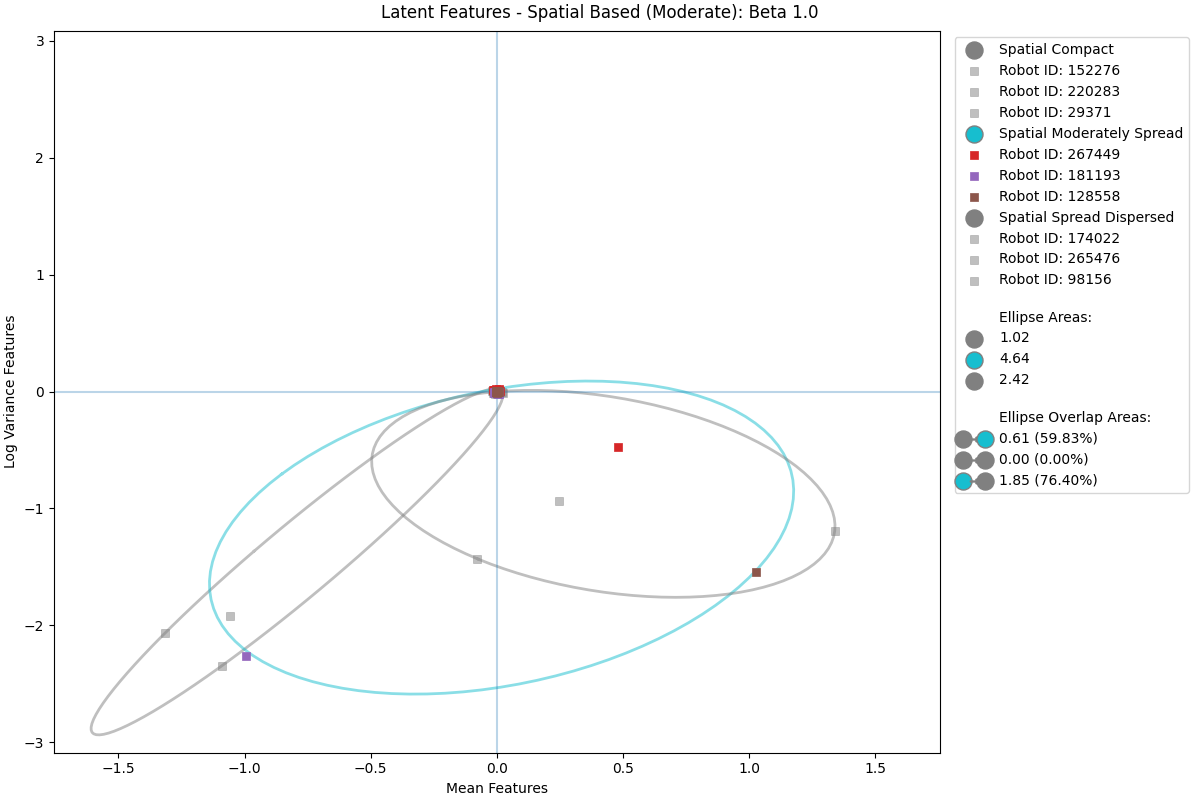 Latent Features - Spatial Based (Moderate): Beta 1.0
Log Variance Features
3
2
1
0
−1
−2
−3
−1.5
−1.0
−0.5
0.0
0.5
1.0
1.5
Mean Features
Spatial Compact
Robot ID: 152276
Robot ID: 220283
Robot ID: 29371
Spatial Moderately Spread
Robot ID: 267449
Robot ID: 181193
Robot ID: 128558
Spatial Spread Dispersed
Robot ID: 174022
Robot ID: 265476
Robot ID: 98156
Ellipse Areas:
1.02
4.64
2.42
Ellipse Overlap Areas:
0.61 (59.83%)
0.00 (0.00%)
1.85 (76.40%)